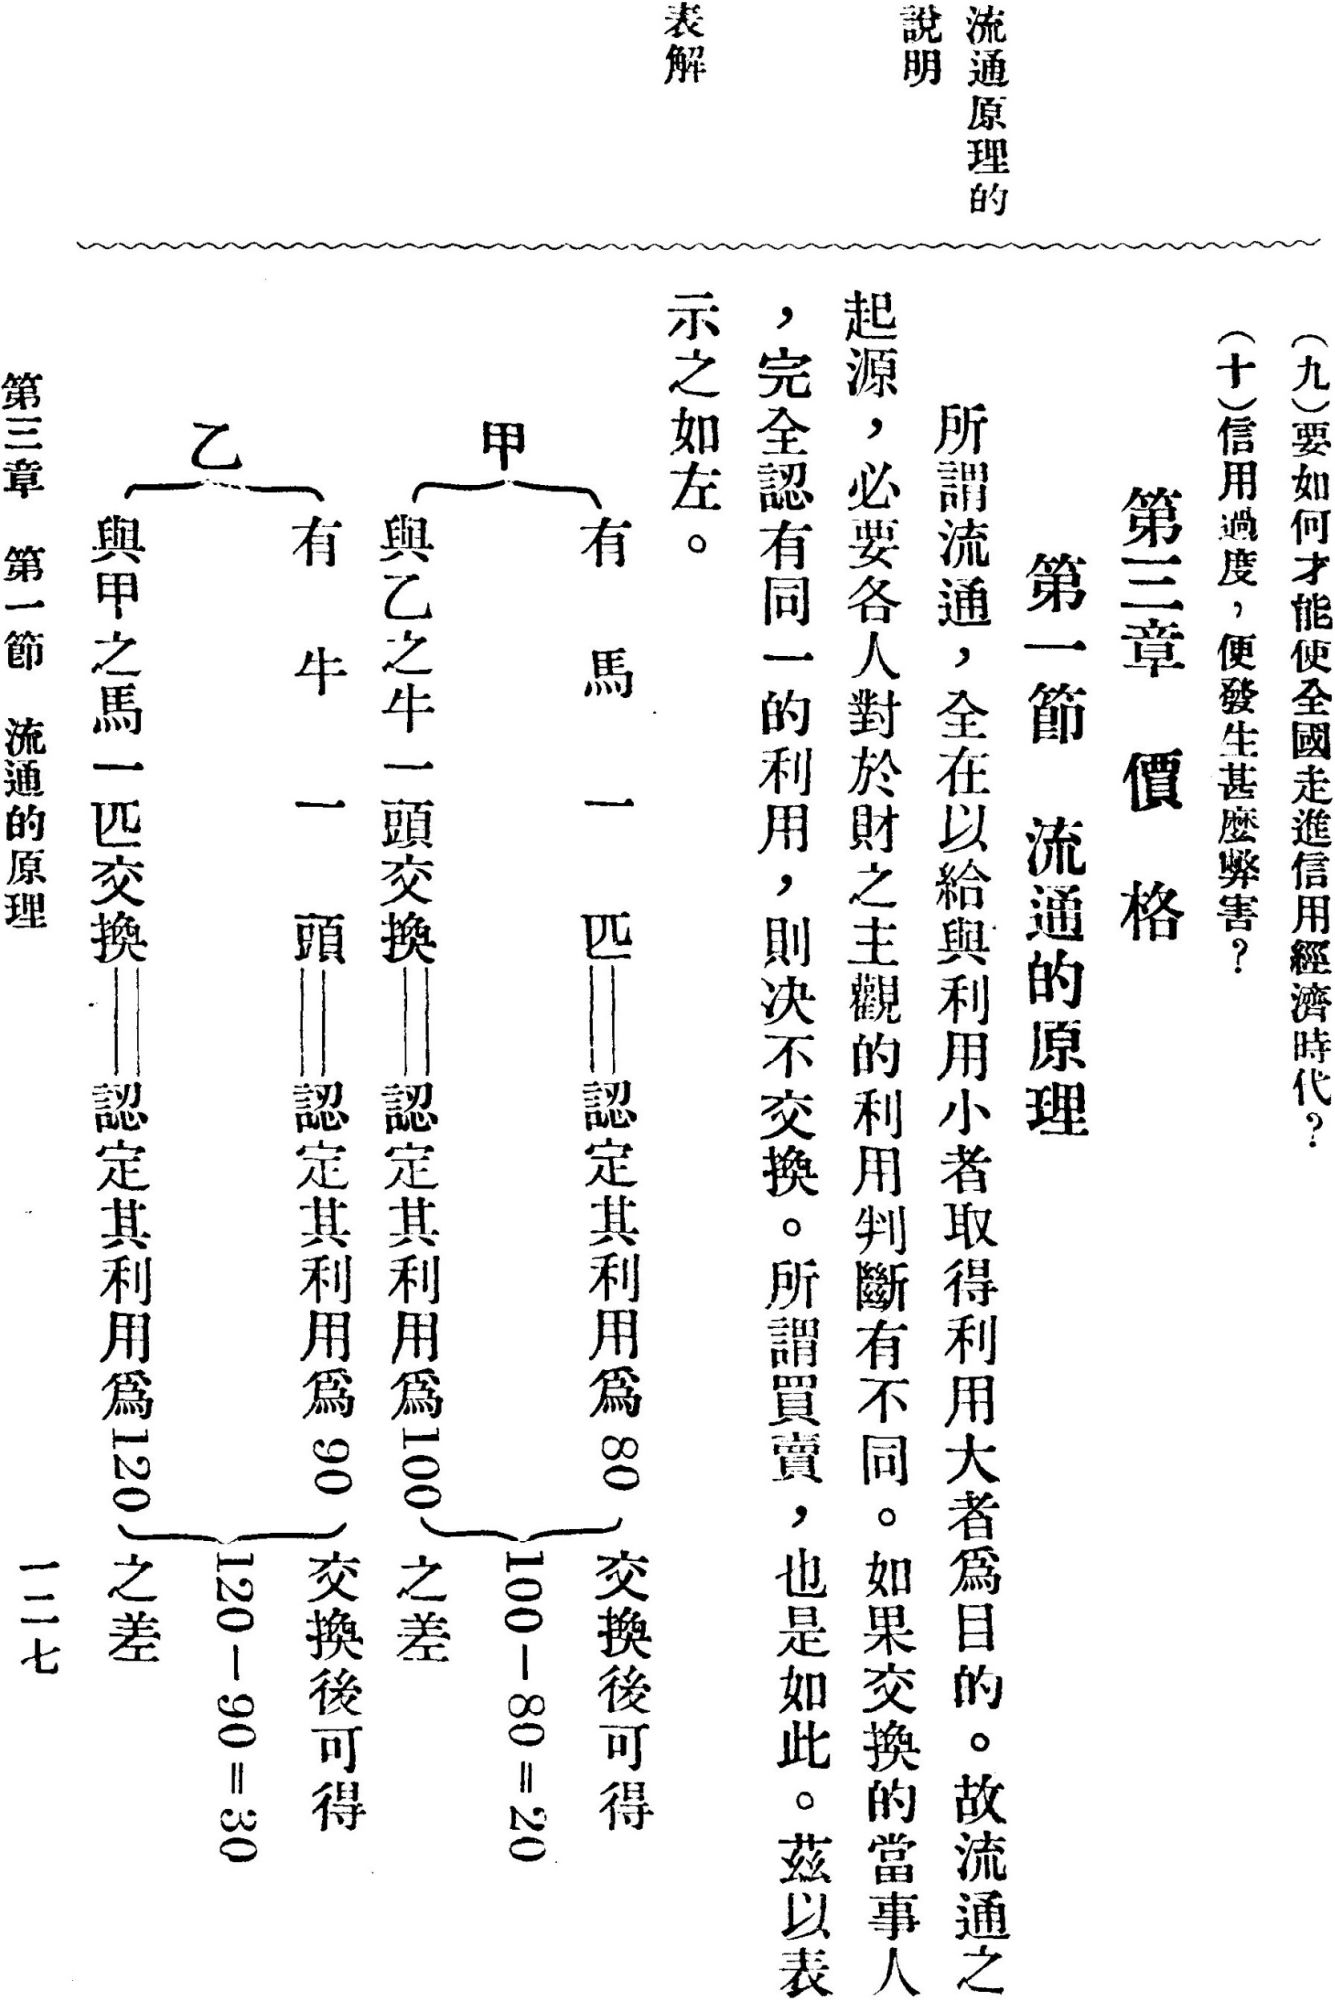 (九)要如何才能使全國走進信用經濟時代?
(十)信用過度,便發生甚麼弊害?
第三章 價格
第一節 流通的原理
流通原理的
說明
所謂流通,全在以給與利用小者取得利用大者爲目的。故流通之
起源,必要各人對於財之主觀的利用判斷有不同。如果交換的當事人
,完全認有同一的利用,則决不交換。所謂買賣,也是如此。茲以表
表解
示之如左。
甲
有馬一匹══認定其利用爲80
與乙之牛一頭交換══認定其利用爲100
交換後可得
100-80=20
之差
乙
有牛一頭══認定其利用爲90
與甲之馬一匹交換══認定其利用爲120
交換後可得
120-90=30
之差
第三章 第一節 流通的原理
一二七